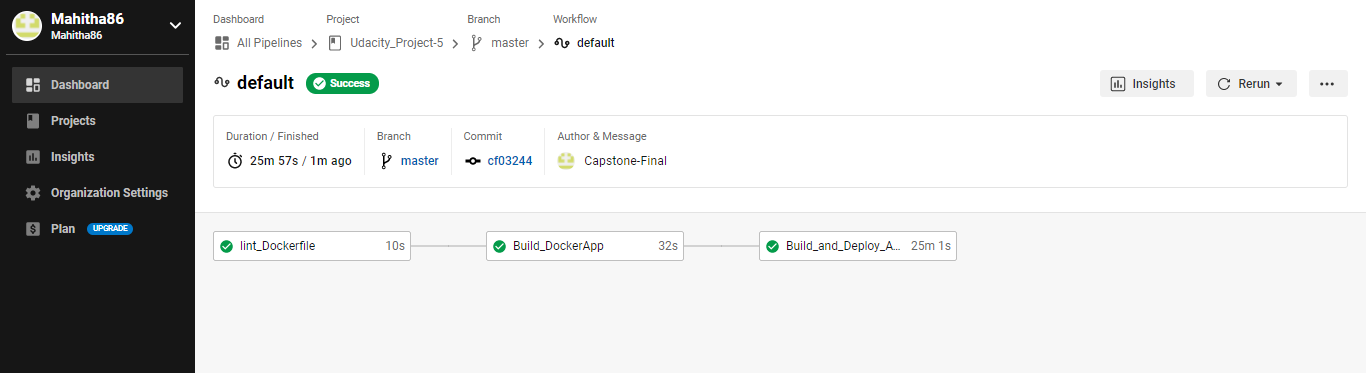 Mahitha86
Mahitha86
Dashboard
Projects
Insights
Organization Settings
Plan UPGRADE
Dashboard Project Branch Workflow
All Pipelines Udacity_Project-5 master default
default Success Insights Rerun
Duration / Finished Branch Commit Author & Message
25m 57s / 1m ago master cf03244 Capstone-Final
lint_Dockerfile 10s Build_DockerApp 32s Build_and_Deploy_A... 25m 1s